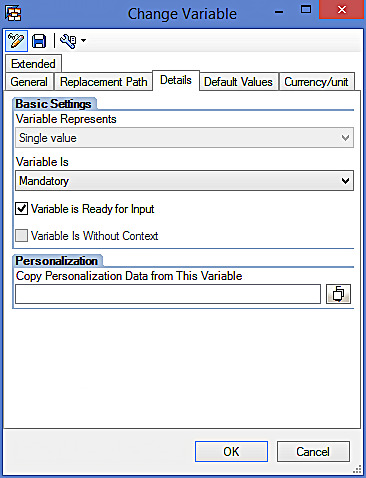 Change Variable
Extended
General Replacement Path Details Default Values Currency/unit
Basic Settings
Variable Represents
Single value
Variable Is
Mandatory
Variable is Ready for Input
Variable Is Without Context
Personalization
Copy Personalization Data from This Variable
OK Cancel